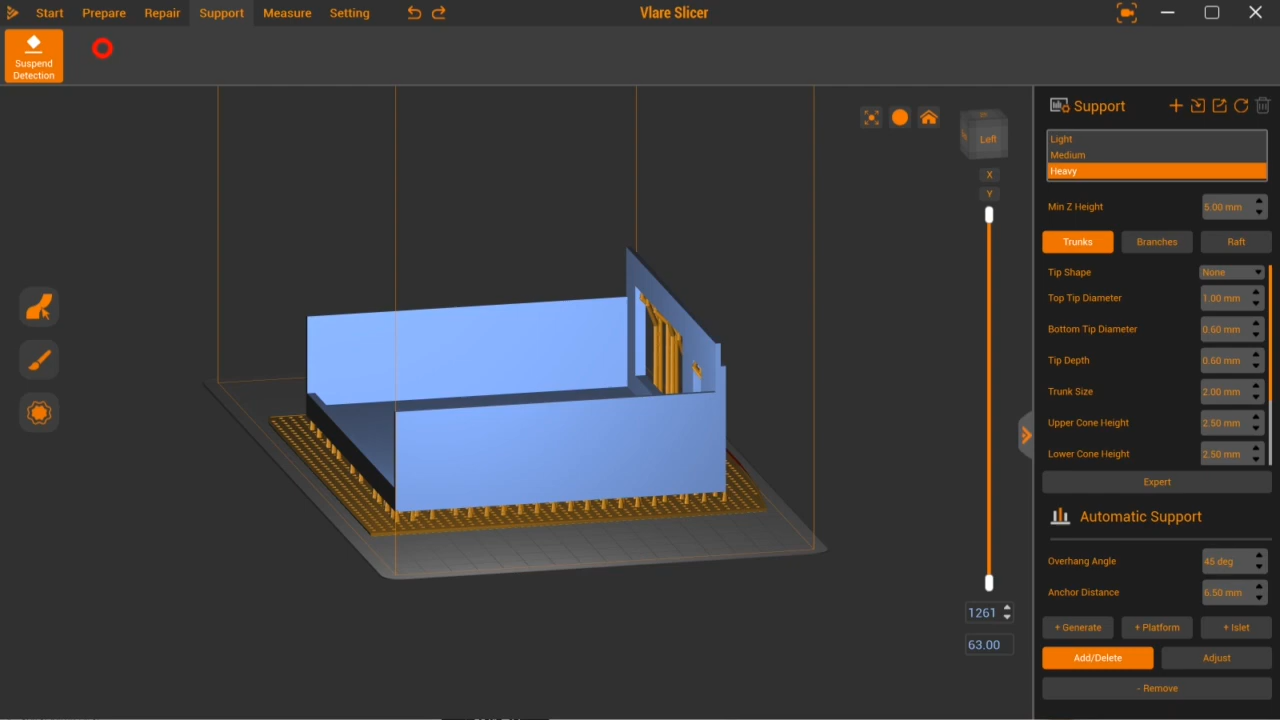 Start Prepare Repair Support Measure Setting Vlare Slicer
Suspend
Detection
Left
X
Y
1261
63.00
Support
Light
Medium
Heavy
Min Z Height 5.00 mm
Trunks Branches Raft
Tip Shape None
Top Tip Diameter 1.00 mm
Bottom Tip Diameter 0.60 mm
Tip Depth 0.60 mm
Trunk Size 2.00 mm
Upper Cone Height 2.50 mm
Lower Cone Height 2.50 mm
Expert
Automatic Support
Overhang Angle 45 deg
Anchor Distance 6.50 mm
+ Generate + Platform + Islet
Add/Delete Adjust
- Remove